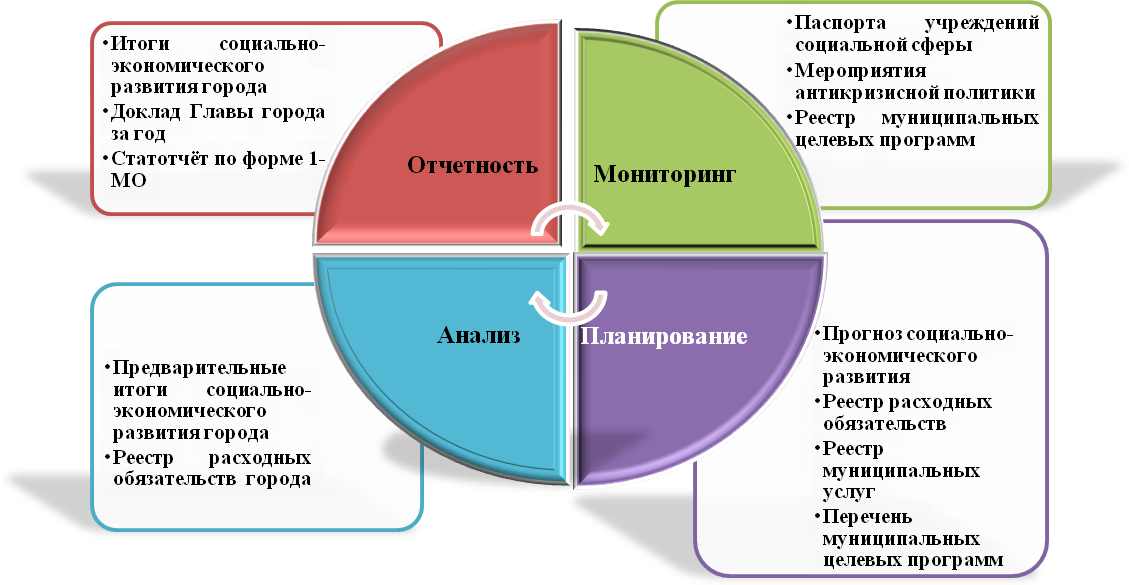 •Итоги социально-
экономического
развития города
•Доклад Главы города
за год
•Статотчёт по форме 1-
МО
Отчетность
•Паспорта учреждений
социальной сферы
•Мероприятия
антикризисной политики
•Реестр муниципальных
целевых программ
Мониторинг
•Предварительные
итоги социально-
экономического
развития города
•Реестр расходных
обязательств города
Анализ
Планирование
•Прогноз социально-
экономического
развития
•Реестр расходных
обязательств
•Реестр
муниципальных
услуг
•Перечень
муниципальных
целевых программ